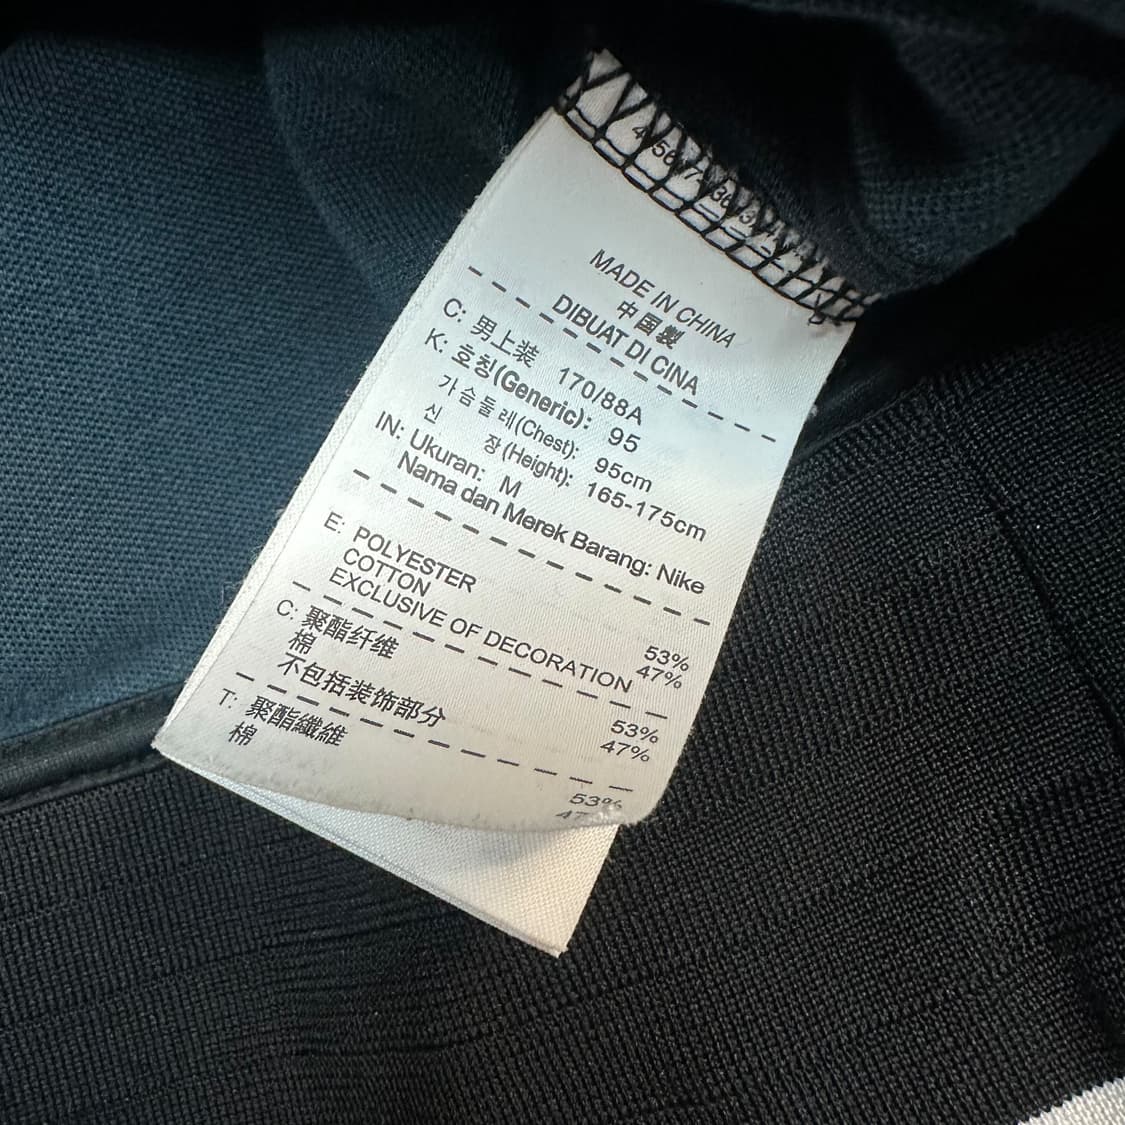 MADE IN CHINA
中国製
DIBUAT DI CINA
C: 男上装 170/88A
K: 호칭(Generic): 95
가슴둘레(Chest): 95cm
신 장(Height): 165-175cm
IN: Ukuran: M
Nama dan Merek Barang: Nike
E: POLYESTER 53%
COTTON 47%
EXCLUSIVE OF DECORATION
C: 聚酯纤维 53%
棉 47%
不包括装饰部分
T: 聚酯纖維 53%
棉